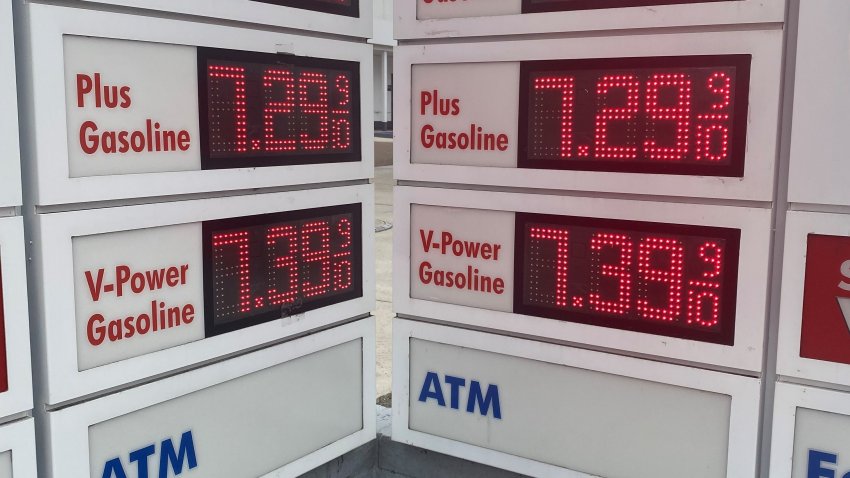 Plus
Gasoline
7.29 9/10
V-Power
Gasoline
7.39 9/10
ATM
Gasoline
Plus
Gasoline
7.29 9/10
V-Power
Gasoline
7.39 9/10
ATM